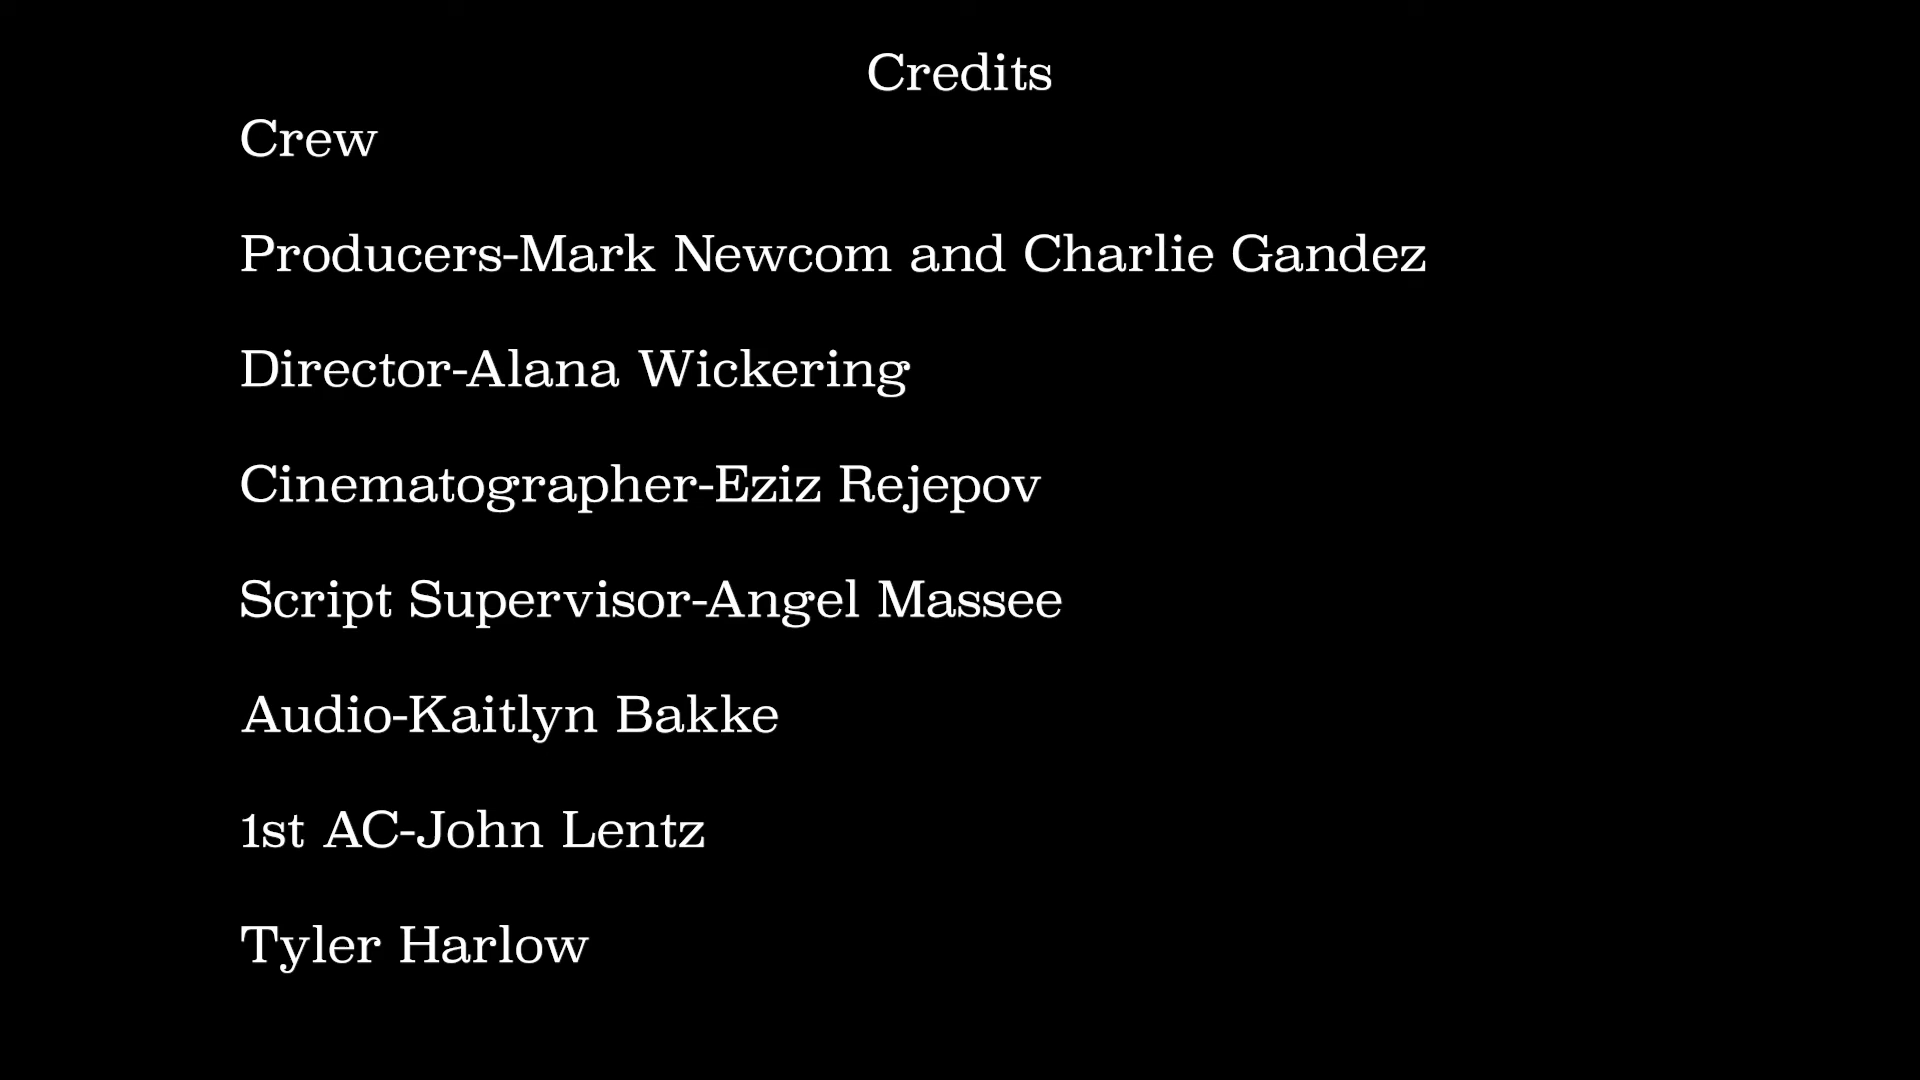 Credits
Crew
Producers-Mark Newcom and Charlie Gandez
Director-Alana Wickering
Cinematographer-Eziz Rejepov
Script Supervisor-Angel Massee
Audio-Kaitlyn Bakke
1st AC-John Lentz
Tyler Harlow